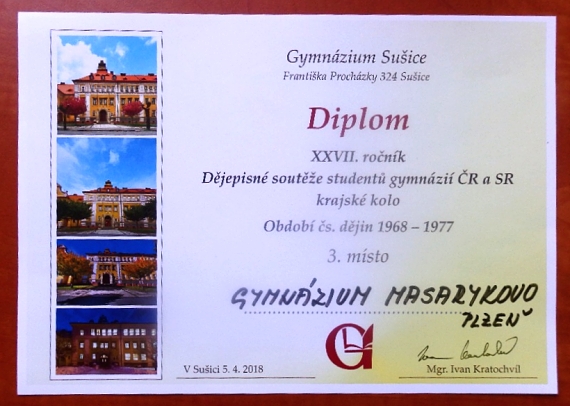 Gymnázium Sušice
Františka Procházky 324 Sušice
Diplom
XXVII. ročník
Dějepisné soutěže studentů gymnázií ČR a SR
krajské kolo
Období čs. dějin 1968 – 1977
3. místo
GYMNÁZIUM MASARYKOVO
PLZEŇ
V Sušici 5. 4. 2018
Mgr. Ivan Kratochvíl